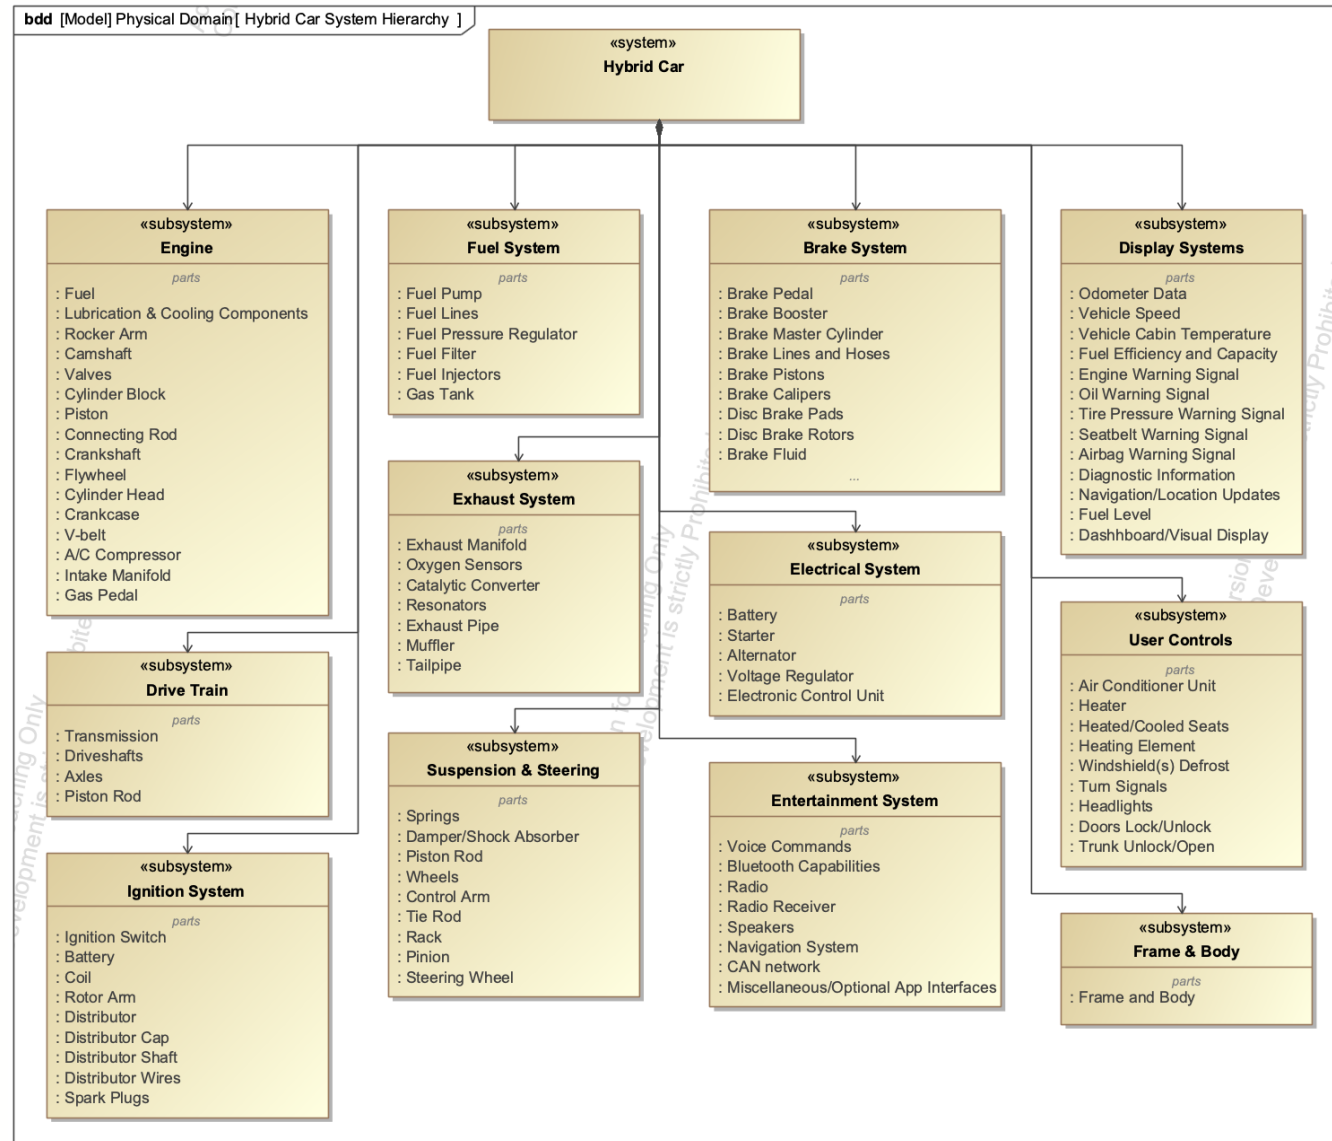 bdd [Model] Physical Domain[ Hybrid Car System Hierarchy ]
«system»
Hybrid Car
«subsystem»
Engine
parts
: Fuel
: Lubrication & Cooling Components
: Rocker Arm
: Camshaft
: Valves
: Cylinder Block
: Piston
: Connecting Rod
: Crankshaft
: Flywheel
: Cylinder Head
: Crankcase
: V-belt
: A/C Compressor
: Intake Manifold
: Gas Pedal
«subsystem»
Drive Train
parts
: Transmission
: Driveshafts
: Axles
: Piston Rod
«subsystem»
Ignition System
parts
: Ignition Switch
: Battery
: Coil
: Rotor Arm
: Distributor
: Distributor Cap
: Distributor Shaft
: Distributor Wires
: Spark Plugs
«subsystem»
Fuel System
parts
: Fuel Pump
: Fuel Lines
: Fuel Pressure Regulator
: Fuel Filter
: Fuel Injectors
: Gas Tank
«subsystem»
Exhaust System
parts
: Exhaust Manifold
: Oxygen Sensors
: Catalytic Converter
: Resonators
: Exhaust Pipe
: Muffler
: Tailpipe
«subsystem»
Suspension & Steering
parts
: Springs
: Damper/Shock Absorber
: Piston Rod
: Wheels
: Control Arm
: Tie Rod
: Rack
: Pinion
: Steering Wheel
«subsystem»
Brake System
parts
: Brake Pedal
: Brake Booster
: Brake Master Cylinder
: Brake Lines and Hoses
: Brake Pistons
: Brake Calipers
: Disc Brake Pads
: Disc Brake Rotors
: Brake Fluid
...
«subsystem»
Electrical System
parts
: Battery
: Starter
: Alternator
: Voltage Regulator
: Electronic Control Unit
«subsystem»
Entertainment System
parts
: Voice Commands
: Bluetooth Capabilities
: Radio
: Radio Receiver
: Speakers
: Navigation System
: CAN network
: Miscellaneous/Optional App Interfaces
«subsystem»
Display Systems
parts
: Odometer Data
: Vehicle Speed
: Vehicle Cabin Temperature
: Fuel Efficiency and Capacity
: Engine Warning Signal
: Oil Warning Signal
: Tire Pressure Warning Signal
: Seatbelt Warning Signal
: Airbag Warning Signal
: Diagnostic Information
: Navigation/Location Updates
: Fuel Level
: Dashhboard/Visual Display
«subsystem»
User Controls
parts
: Air Conditioner Unit
: Heater
: Heated/Cooled Seats
: Heating Element
: Windshield(s) Defrost
: Turn Signals
: Headlights
: Doors Lock/Unlock
: Trunk Unlock/Open
«subsystem»
Frame & Body
parts
: Frame and Body